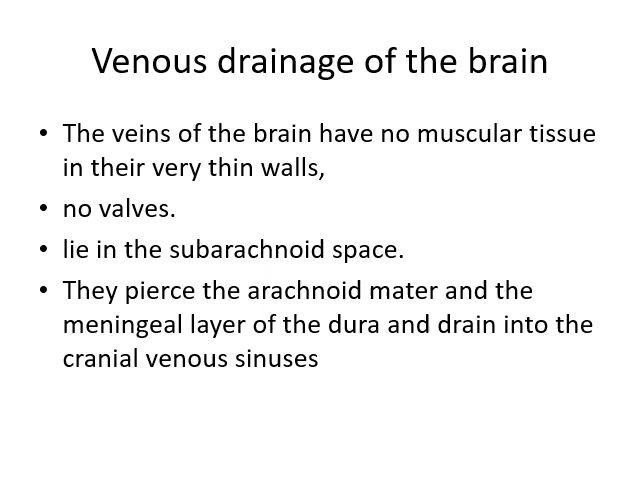 Venous drainage of the brain
• The veins of the brain have no muscular tissue
in their very thin walls,
• no valves.
• lie in the subarachnoid space.
• They pierce the arachnoid mater and the
meningeal layer of the dura and drain into the
cranial venous sinuses